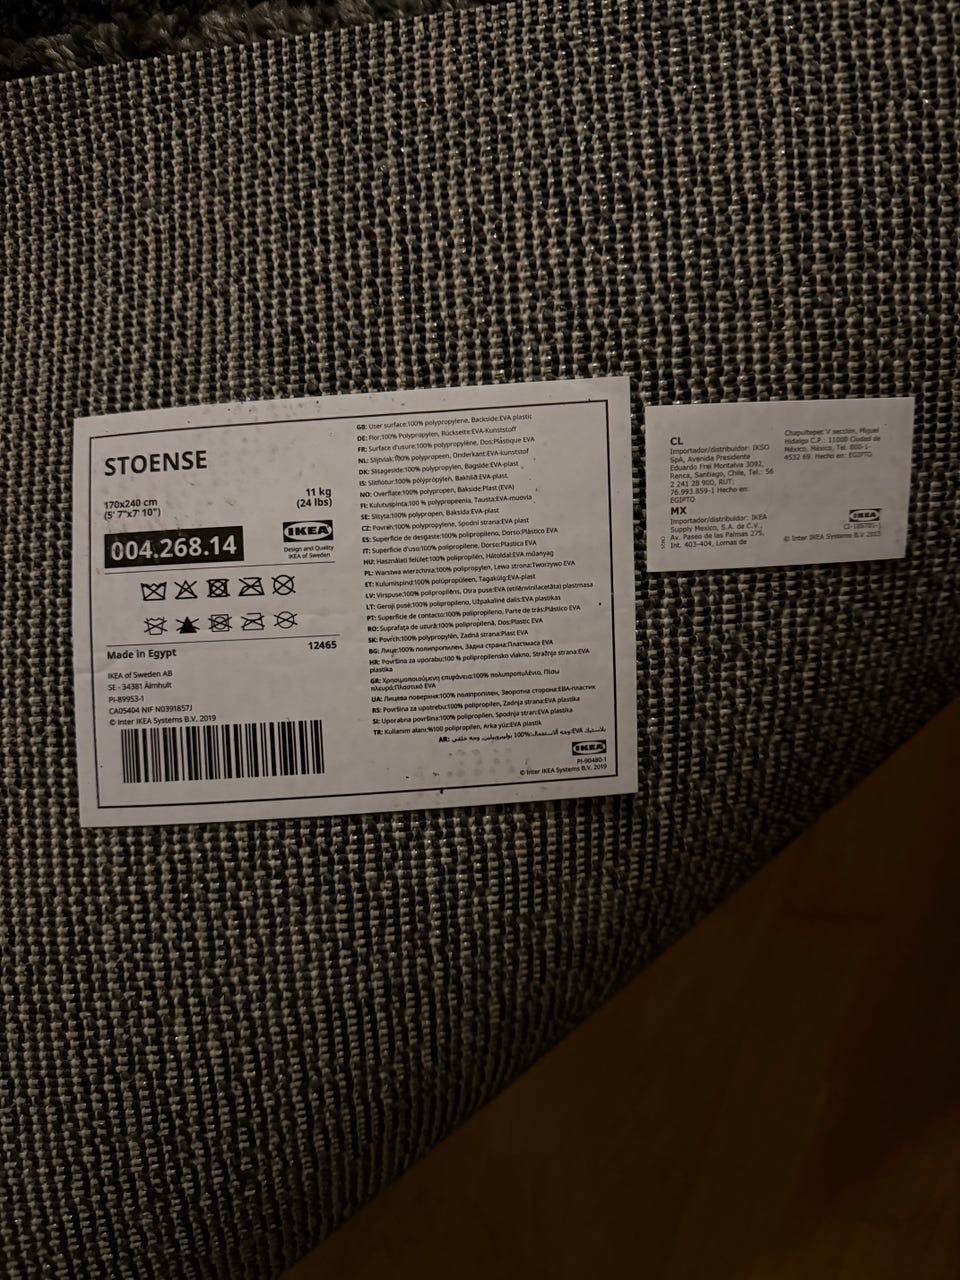 STOENSE
170x240 cm
(5' 7"x7' 10")
11 kg
(24 lbs)
004.268.14
IKEA
Design and Quality
IKEA of Sweden
Made in Egypt
12465
IKEA of Sweden AB
SE - 34381 Älmhult
PI-89953-1
CA05404 NIF N0391857J
© Inter IKEA Systems B.V. 2019
GB: User surface:100% polypropylene, Backside:EVA plastic
DE: Flor:100% Polypropylen, Rückseite:EVA-Kunststoff
FR: Surface d'usure:100% polypropylène, Dos:Plastique EVA
NL: Slijtvlak:100% polypropeen, Onderkant:EVA-kunststof
DK: Slitageside:100% polypropylen, Bagside:EVA-plast
IS: Slitflötur:100% pólýprópýlen, Bakhlið:EVA-plast,
NO: Overflate:100% polypropen, Bakside:Plast (EVA)
FI: Kulutuspinta:100 % polypropeenia, Tausta:EVA-muovia
SE: Slityta:100% polypropen, Baksida:EVA-plast
CZ: Povrch:100% polypropylene, Spodní strana:EVA plast
ES: Superficie de desgaste:100% polipropileno, Dorso:Plástico EVA
IT: Superficie d'uso:100% polipropilene, Dorso:Plastica EVA
HU: Használati felület:100% polipropilén, Hátoldal:EVA műanyag
PL: Warstwa wierzchnia:100% polipropylen, Lewa strona:Tworzywo EVA
ET: Kulumispind:100% polüpropüleen, Tagakülg:EVA-plast
LV: Virspuse:100% polipropilēns, Otra puse:EVA (etilēnvinilacetāta) plastmasa
LT: Geroji pusė:100% polipropileno, Užpakalinė dalis:EVA plastikas
PT: Superfície de contacto:100% polipropileno, Parte de trás:Plástico EVA
RO: Suprafaţa de uzură:100% polipropilenă, Dos:Plastic EVA
SK: Povrch:100% polypropylén, Zadná strana:Plast EVA
BG: Лице:100% полипропилен, Задна страна:Пластмаса EVA
HR: Površina za uporabu:100 % polipropilensko vlakno, Stražnja strana:EVA
plastika
GR: Χρησιμοποιούμενη επιφάνεια:100% πολυπροπυλένιο, Πίσω
πλευρά:Πλαστικό EVA
UA: Лицьова поверхня:100% поліпропілен, Зворотна сторона:ЕВА-пластик
RS: Površina za upotrebu:100% polipropilen, Zadnja strana:EVA plastika
SI: Uporabna površina:100% polipropilen, Spodnja stran:EVA plastika
TR: Kullanım alanı:%100 polipropilen, Arka yüz:EVA plastik
AR: وجه الاستعمال:100% بوليبروبيلين، وجه خلفي:EVA بلاستيك
IKEA
PI-90480-1
© Inter IKEA Systems B.V. 2019
CL
Importador/distribuidor: IKSO
SpA, Avenida Presidente
Eduardo Frei Montalva 3092,
Renca, Santiago, Chile, Tel.: 56
2 241 28 900, RUT:
76.993.859-1 Hecho en:
EGIPTO
MX
Importador/distribuidor: IKEA
Supply Mexico, S.A. de C.V.,
Av. Paseo de las Palmas 275,
Int. 403-404, Lomas de
Chapultepec V sección, Miguel
Hidalgo C.P.: 11000 Ciudad de
México, México, Tel. 800-1-
4532 69. Hecho en: EGIPTO
IKEA
© Inter IKEA Systems B.V.